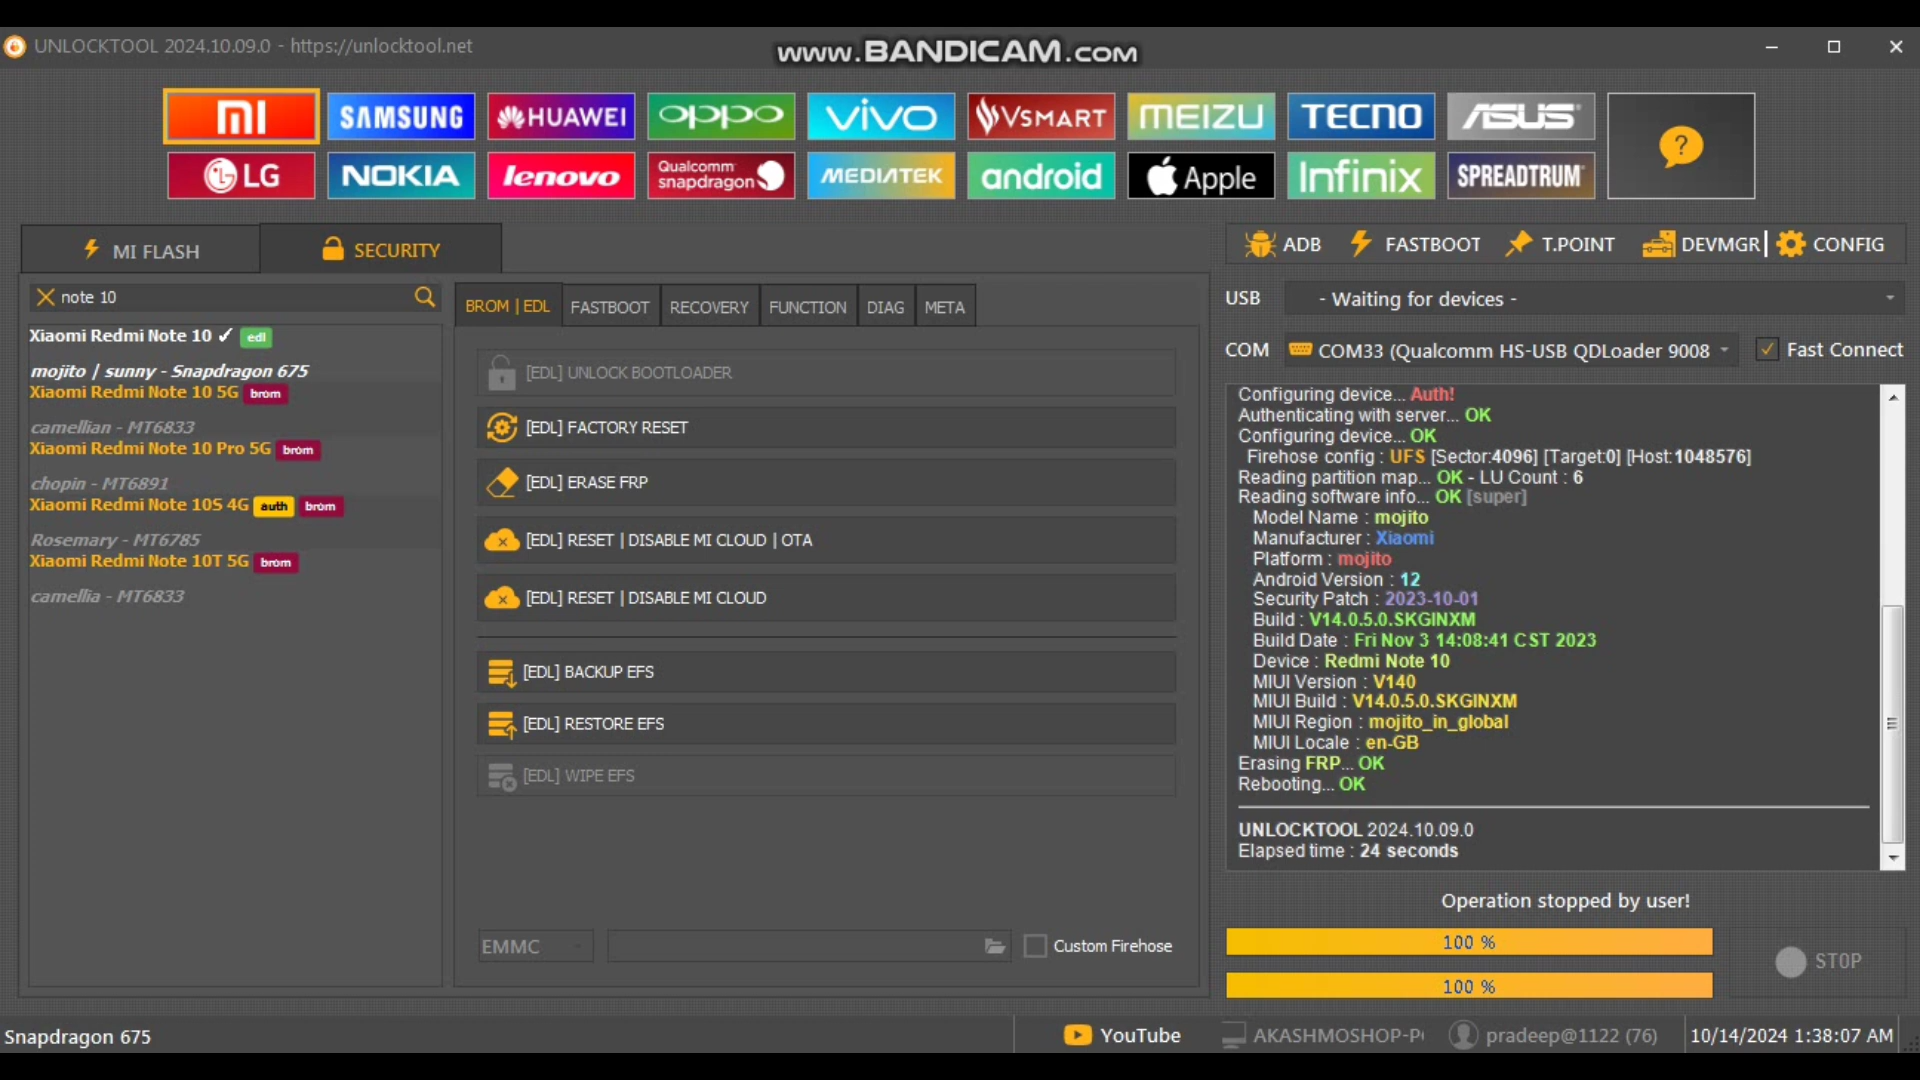 UNLOCKTOOL 2024.10.09.0 - https://unlocktool.net
www.BANDICAM.com
mi
SAMSUNG
HUAWEI
oppo
vivo
VSMART
MEIZU
TECNO
ASUS
?
LG
NOKIA
lenovo
Qualcomm
snapdragon
MEDIATEK
android
Apple
Infinix
SPREADTRUM
MI FLASH
SECURITY
ADB
FASTBOOT
T.POINT
DEVMGR
CONFIG
note 10
Xiaomi Redmi Note 10 ✓ edl
mojito / sunny - Snapdragon 675
Xiaomi Redmi Note 10 5G brom
camellian - MT6833
Xiaomi Redmi Note 10 Pro 5G brom
chopin - MT6891
Xiaomi Redmi Note 10S 4G auth brom
Rosemary - MT6785
Xiaomi Redmi Note 10T 5G brom
camellia - MT6833
BROM | EDL
FASTBOOT
RECOVERY
FUNCTION
DIAG
META
[EDL] UNLOCK BOOTLOADER
[EDL] FACTORY RESET
[EDL] ERASE FRP
[EDL] RESET | DISABLE MI CLOUD | OTA
[EDL] RESET | DISABLE MI CLOUD
[EDL] BACKUP EFS
[EDL] RESTORE EFS
[EDL] WIPE EFS
EMMC
Custom Firehose
USB
- Waiting for devices -
COM
COM33 (Qualcomm HS-USB QDLoader 9008
Fast Connect
Configuring device... Auth!
Authenticating with server... OK
Configuring device... OK
Firehose config : UFS [Sector:4096] [Target:0] [Host:1048576]
Reading partition map... OK - LU Count : 6
Reading software info... OK [super]
Model Name : mojito
Manufacturer : Xiaomi
Platform : mojito
Android Version : 12
Security Patch : 2023-10-01
Build : V14.0.5.0.SKGINXM
Build Date : Fri Nov 3 14:08:41 CST 2023
Device : Redmi Note 10
MIUI Version : V140
MIUI Build : V14.0.5.0.SKGINXM
MIUI Region : mojito_in_global
MIUI Locale : en-GB
Erasing FRP... OK
Rebooting... OK
UNLOCKTOOL 2024.10.09.0
Elapsed time : 24 seconds
Operation stopped by user!
100 %
100 %
STOP
Snapdragon 675
YouTube
AKASHMOSHOP-P
pradeep@1122 (76)
10/14/2024 1:38:07 AM